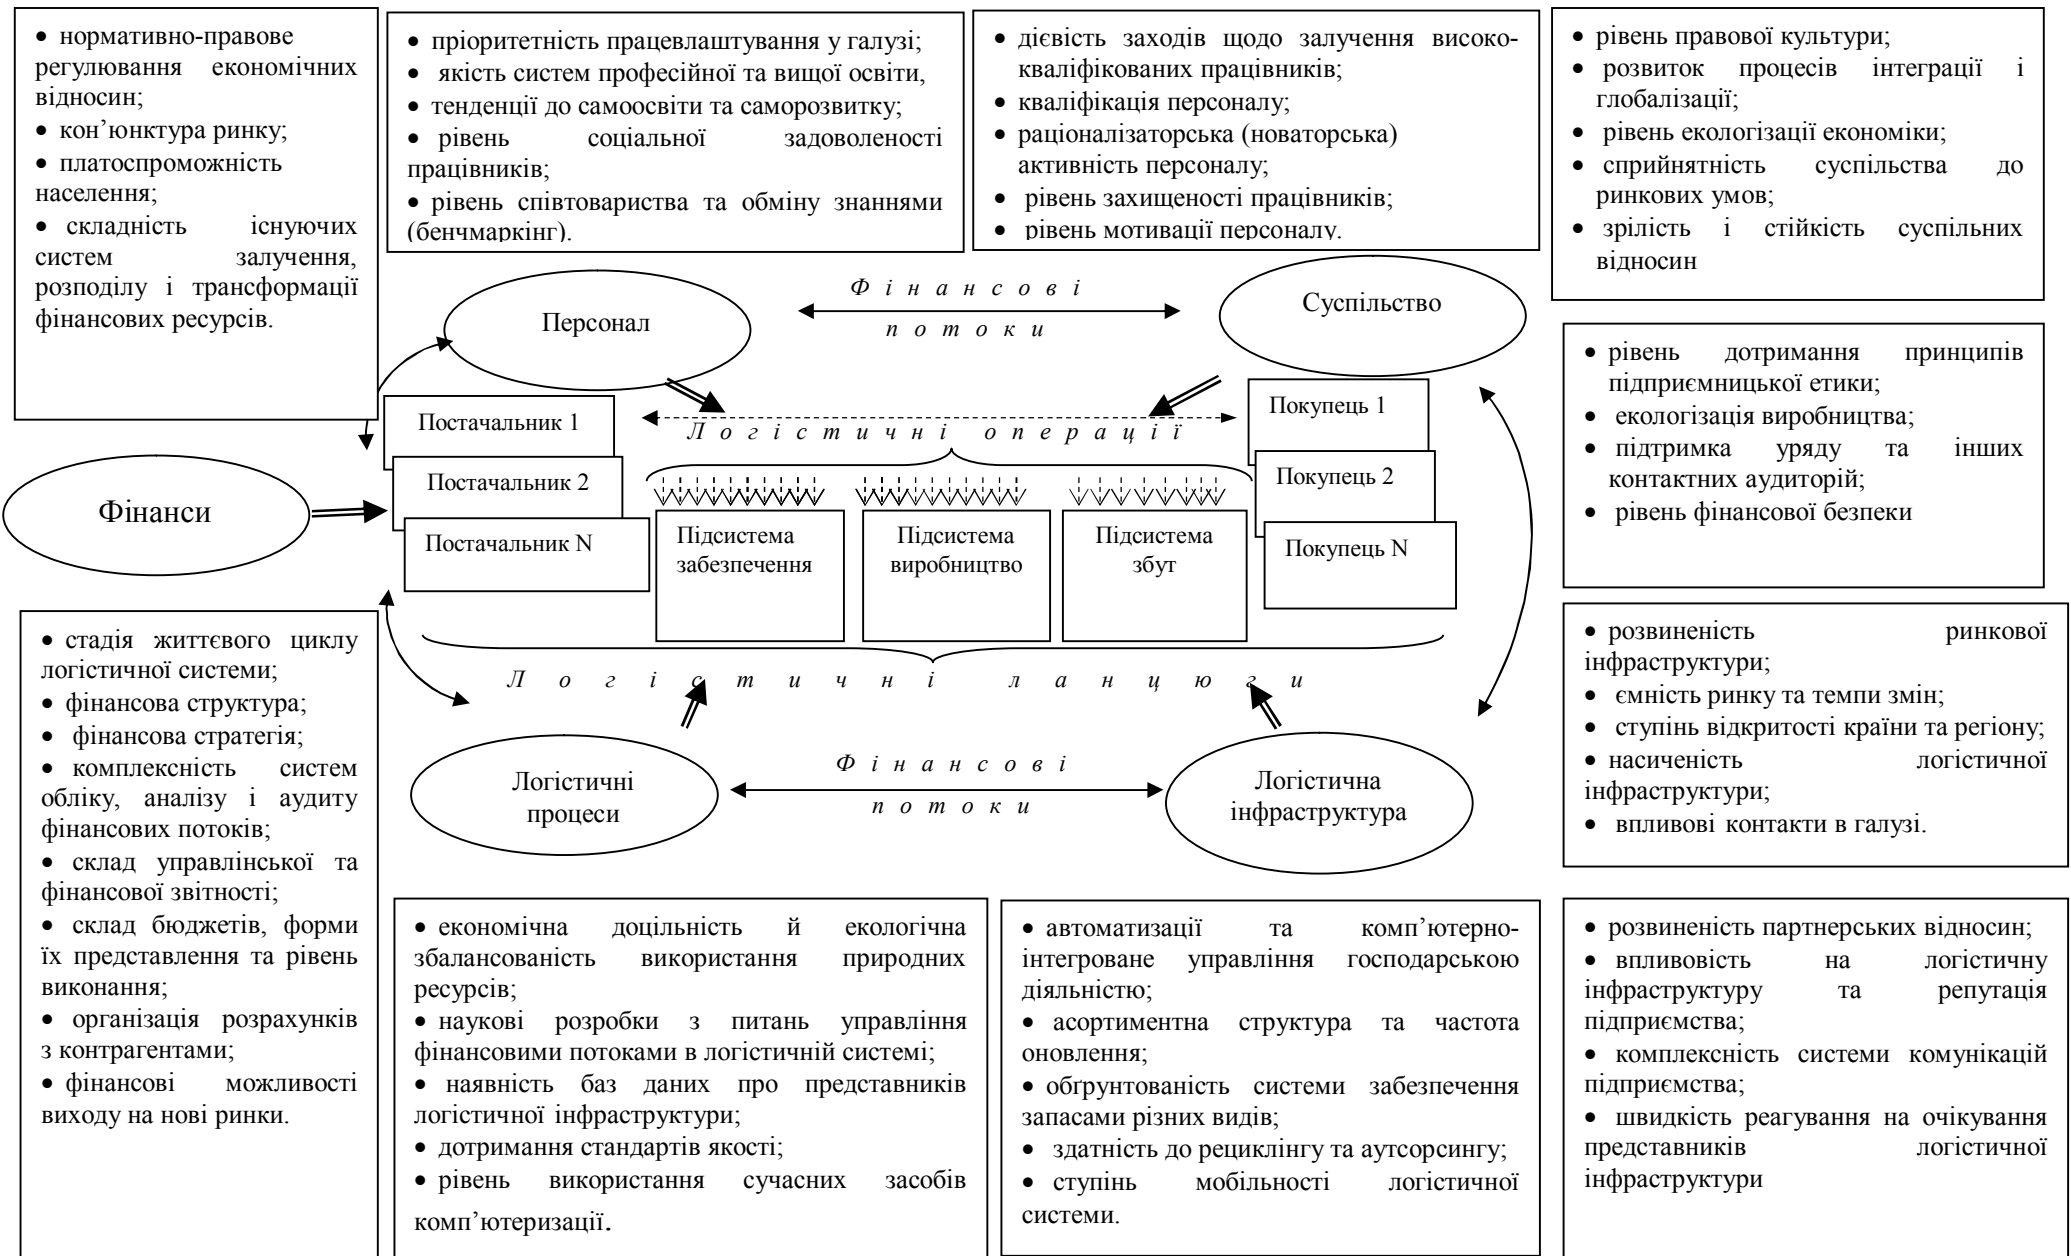 • нормативно-правове
регулювання економічних
відносин;
• кон’юнктура ринку;
• платоспроможність
населення;
• складність існуючих
систем залучення,
розподілу і трансформації
фінансових ресурсів.
• пріоритетність працевлаштування у галузі;
• якість систем професійної та вищої освіти,
• тенденції до самоосвіти та саморозвитку;
• рівень соціальної задоволеності
працівників;
• рівень співтовариства та обміну знаннями
(бенчмаркінг).
• дієвість заходів щодо залучення високо-
кваліфікованих працівників;
• кваліфікація персоналу;
• раціоналізаторська (новаторська)
активність персоналу;
• рівень захищеності працівників;
• рівень мотивації персоналу.
• рівень правової культури;
• розвиток процесів інтеграції і
глобалізації;
• рівень екологізації економіки;
• сприйнятність суспільства до
ринкових умов;
• зрілість і стійкість суспільних
відносин
Персонал
Фінансові
потоки
Суспільство
• рівень дотримання принципів
підприємницької етики;
• екологізація виробництва;
• підтримка уряду та інших
контактних аудиторій;
• рівень фінансової безпеки
Постачальник 1
Постачальник 2
Постачальник N
Логістичні операції
Покупець 1
Покупець 2
Покупець N
Фінанси
Підсистема
забезпечення
Підсистема
виробництво
Підсистема
збут
Логістичні ланцюги
Логістичні
процеси
Фінансові
потоки
Логістична
інфраструктура
• розвиненість ринкової
інфраструктури;
• ємність ринку та темпи змін;
• ступінь відкритості країни та регіону;
• насиченість логістичної
інфраструктури;
• впливові контакти в галузі.
• стадія життєвого циклу
логістичної системи;
• фінансова структура;
• фінансова стратегія;
• комплексність систем
обліку, аналізу і аудиту
фінансових потоків;
• склад управлінської та
фінансової звітності;
• склад бюджетів, форми
їх представлення та рівень
виконання;
• організація розрахунків
з контрагентами;
• фінансові можливості
виходу на нові ринки.
• економічна доцільність й екологічна
збалансованість використання природних
ресурсів;
• наукові розробки з питань управління
фінансовими потоками в логістичній системі;
• наявність баз даних про представників
логістичної інфраструктури;
• дотримання стандартів якості;
• рівень використання сучасних засобів
комп’ютеризації.
• автоматизації та комп’ютерно-
інтегроване управління господарською
діяльністю;
• асортиментна структура та частота
оновлення;
• обґрунтованість системи забезпечення
запасами різних видів;
• здатність до рециклінгу та аутсорсингу;
• ступінь мобільності логістичної
системи.
• розвиненість партнерських відносин;
• впливовість на логістичну
інфраструктуру та репутація
підприємства;
• комплексність системи комунікацій
підприємства;
• швидкість реагування на очікування
представників логістичної
інфраструктури